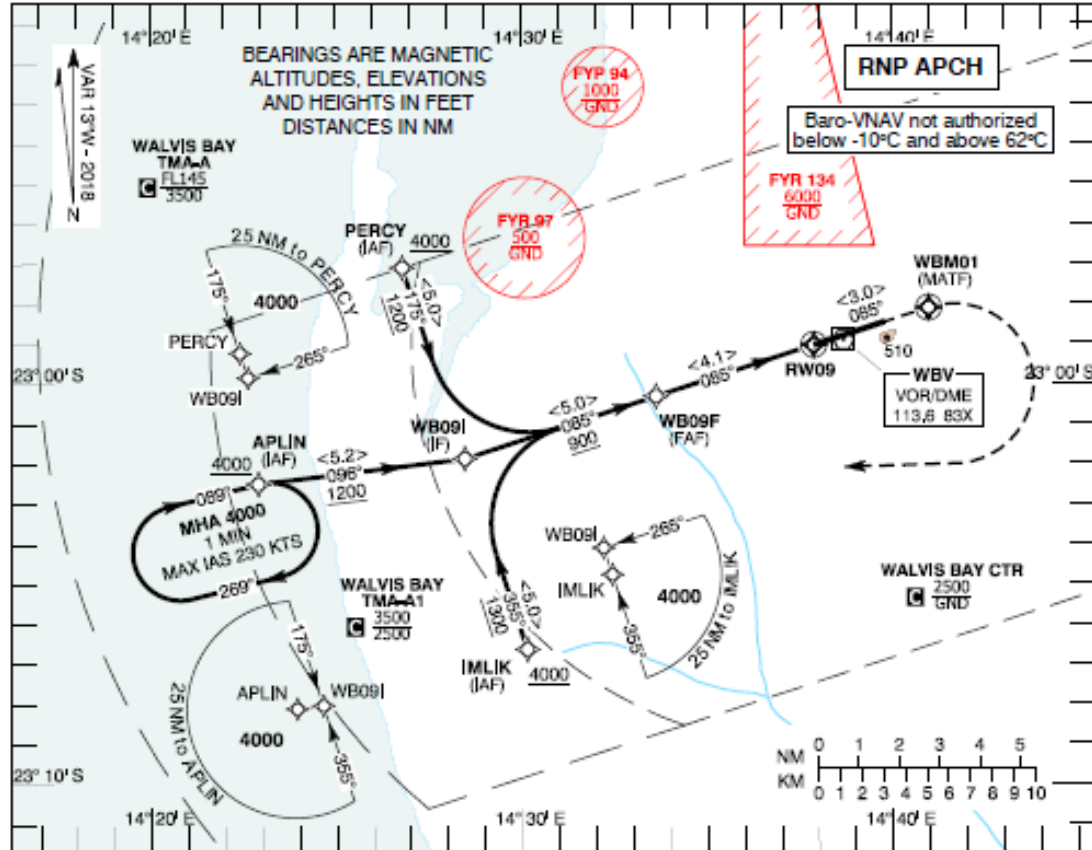 14°20' E
14°30' E
14°40' E
VAR 13°W - 2018
N
BEARINGS ARE MAGNETIC
ALTITUDES, ELEVATIONS
AND HEIGHTS IN FEET
DISTANCES IN NM
RNP APCH
Baro-VNAV not authorized
below -10°C and above 62°C
FYP 94
1000
GND
WALVIS BAY
TMA-A
C FL145
3500
FYR 97
500
GND
FYR 134
6000
GND
PERCY
(IAF)
4000
25 NM to PERCY
175°
4000
PERCY
265°
WB09I
<5.0>
175°
1200
WBM01
(MATF)
<3.0>
085°
510
RW09
WBV
VOR/DME
113,6 83X
23° 00' S
23° 00' S
<4.1>
085°
WB09F
(FAF)
<5.0>
085°
900
WB09I
(IF)
APLIN
(IAF)
4000
<5.2>
096°
1200
089°
MHA 4000
1 MIN
MAX IAS 230 KTS
269°
WALVIS BAY
TMA-A1
C 3500
2500
<5.0>
355°
1300
IMLIK
(IAF)
4000
WB09I
265°
IMLIK
4000
355°
25 NM to IMLIK
WALVIS BAY CTR
C 2500
GND
175°
APLIN
WB09I
4000
355°
25 NM to APLIN
23° 10' S
NM 0 1 2 3 4 5
KM 0 1 2 3 4 5 6 7 8 9 10
14°20' E
14°30' E
14°40' E